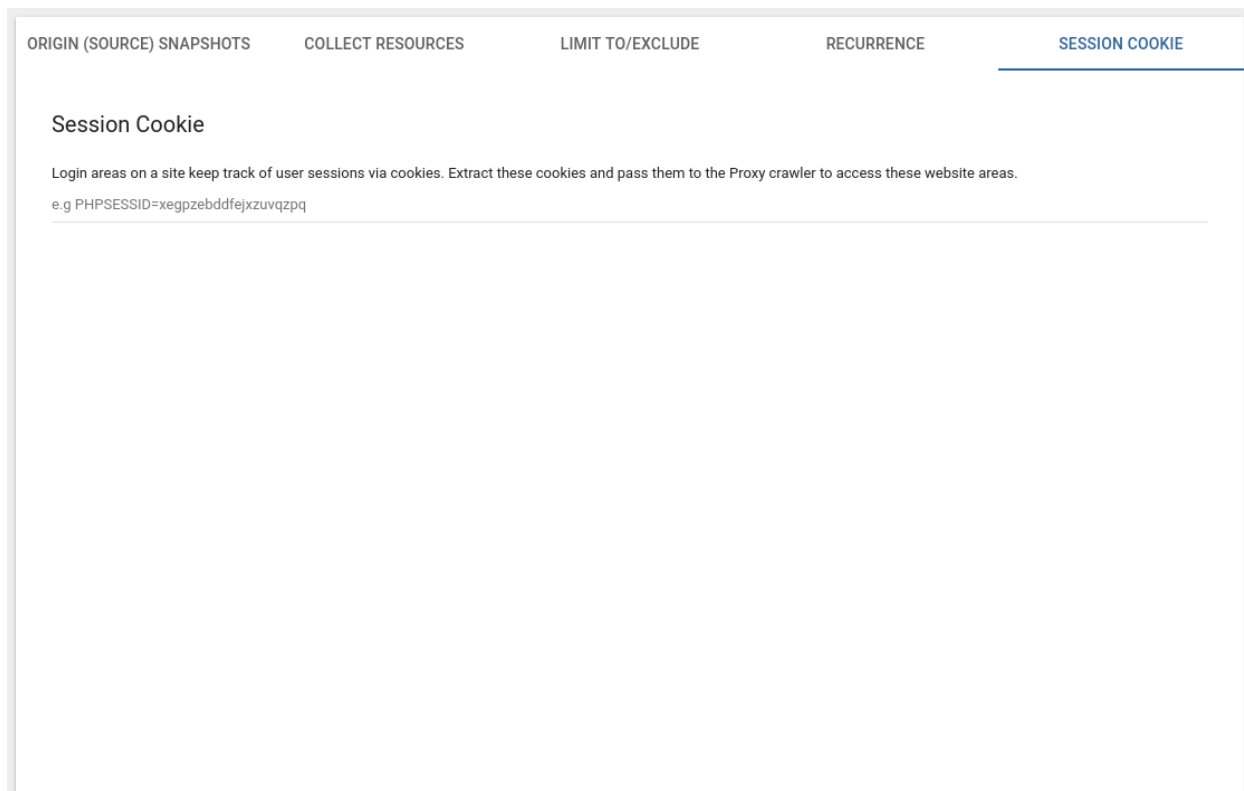 ORIGIN (SOURCE) SNAPSHOTS COLLECT RESOURCES LIMIT TO/EXCLUDE RECURRENCE SESSION COOKIE
Session Cookie
Login areas on a site keep track of user sessions via cookies. Extract these cookies and pass them to the Proxy crawler to access these website areas.
e.g PHPSESSID=xegpzebddfejxzuvqzpq